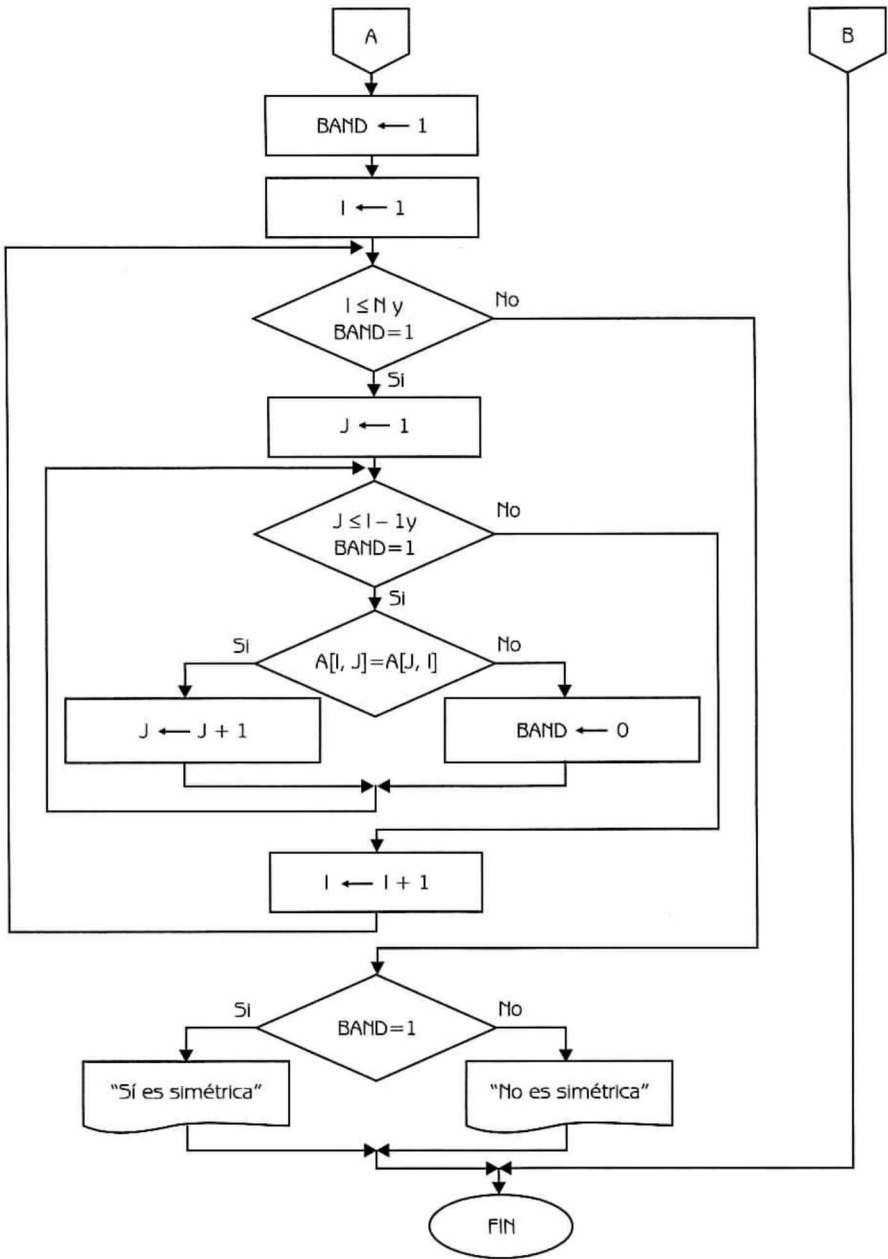 A
B
BAND ← 1
I ← 1
I ≤ N y
BAND=1
No
Si
J ← 1
J ≤ I – 1y
BAND=1
No
Si
A[I, J]=A[J, I]
Si
No
J ← J + 1
BAND ← 0
I ← I + 1
BAND=1
Si
No
"Sí es simétrica"
"No es simétrica"
FIN